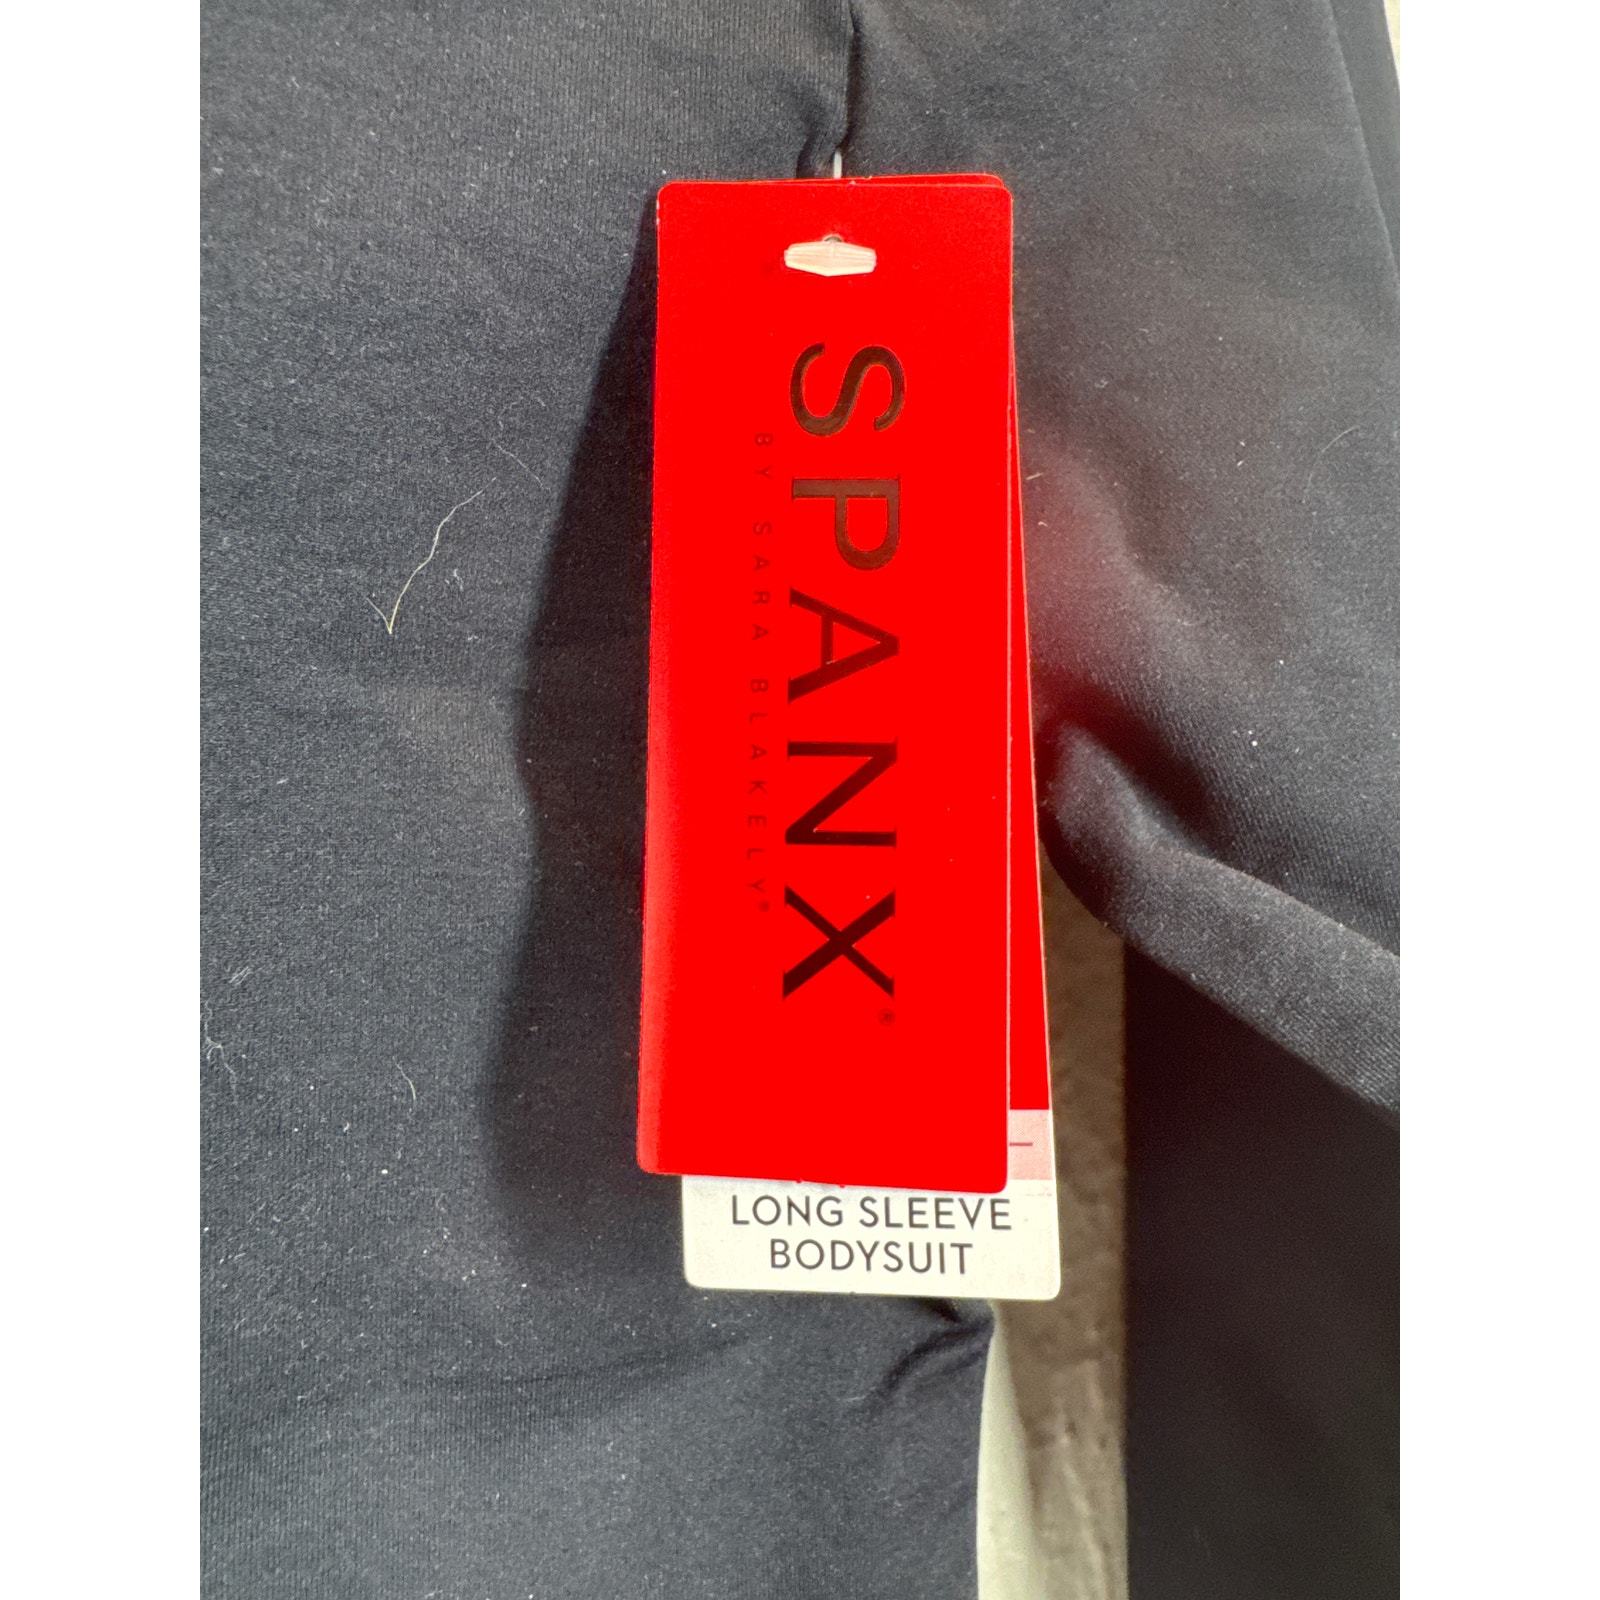 SPANX®
BY SARA BLAKELY®
LONG SLEEVE
BODYSUIT